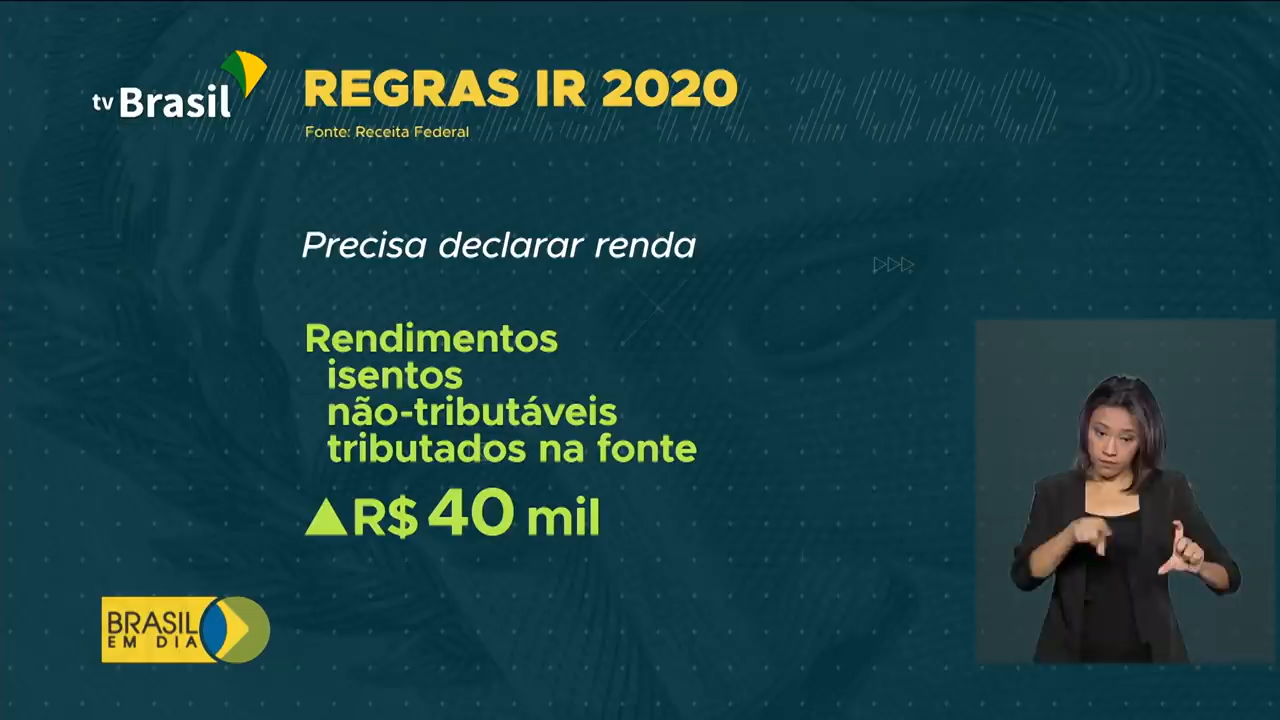 tv Brasil
REGRAS IR 2020
Fonte: Receita Federal
Precisa declarar renda
Rendimentos
isentos
não-tributáveis
tributados na fonte
▲R$ 40 mil
BRASIL
EM DIA